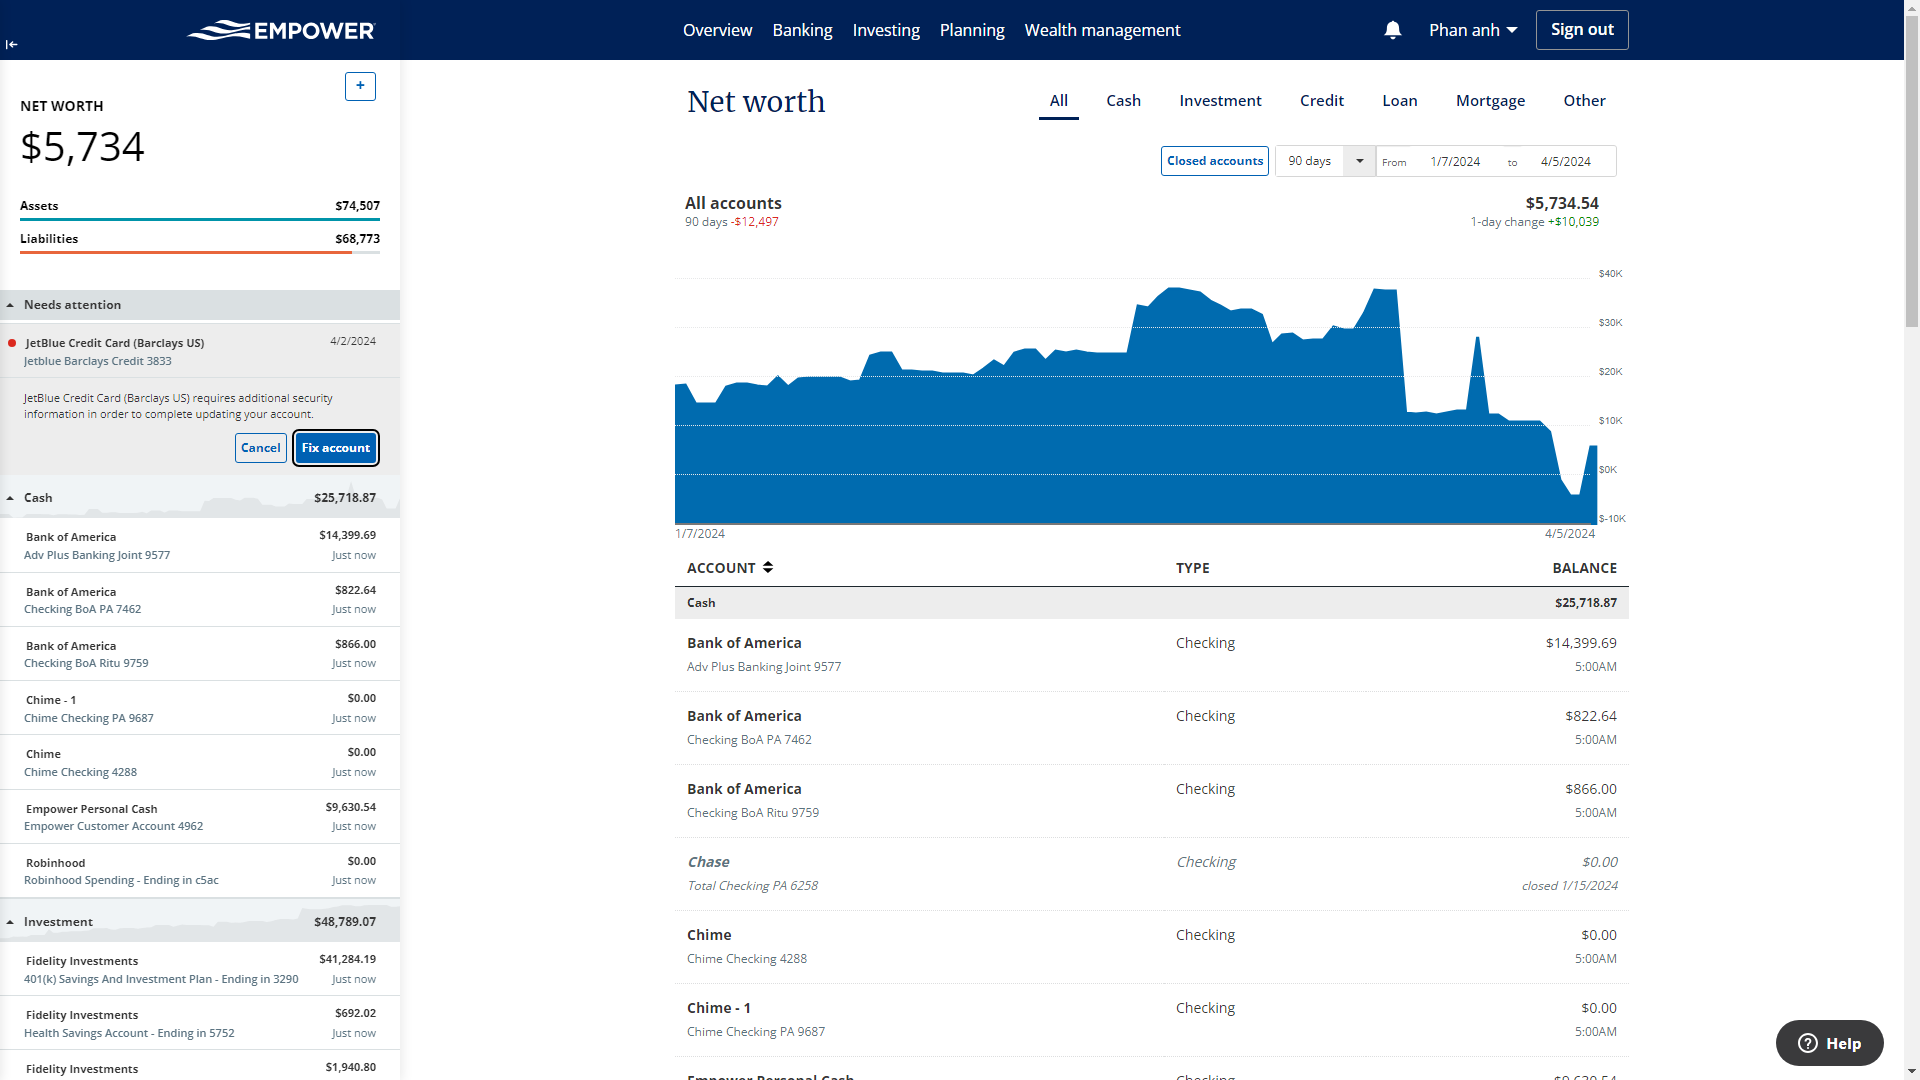 EMPOWER
Overview Banking Investing Planning Wealth management
Phan anh
Sign out
+
NET WORTH
$5,734
Assets $74,507
Liabilities $68,773
Needs attention
JetBlue Credit Card (Barclays US) 4/2/2024
Jetblue Barclays Credit 3833
JetBlue Credit Card (Barclays US) requires additional security
information in order to complete updating your account.
Cancel Fix account
Cash $25,718.87
Bank of America $14,399.69
Adv Plus Banking Joint 9577 Just now
Bank of America $822.64
Checking BoA PA 7462 Just now
Bank of America $866.00
Checking BoA Ritu 9759 Just now
Chime - 1 $0.00
Chime Checking PA 9687 Just now
Chime $0.00
Chime Checking 4288 Just now
Empower Personal Cash $9,630.54
Empower Customer Account 4962 Just now
Robinhood $0.00
Robinhood Spending - Ending in c5ac Just now
Investment $48,789.07
Fidelity Investments $41,284.19
401(k) Savings And Investment Plan - Ending in 3290 Just now
Fidelity Investments $692.02
Health Savings Account - Ending in 5752 Just now
Fidelity Investments $1,940.80
Net worth
All Cash Investment Credit Loan Mortgage Other
Closed accounts 90 days From 1/7/2024 to 4/5/2024
All accounts $5,734.54
90 days -$12,497 1-day change +$10,039
$40K
$30K
$20K
$10K
$0K
$-10K
1/7/2024 4/5/2024
ACCOUNT TYPE BALANCE
Cash $25,718.87
Bank of America Checking $14,399.69
Adv Plus Banking Joint 9577 5:00AM
Bank of America Checking $822.64
Checking BoA PA 7462 5:00AM
Bank of America Checking $866.00
Checking BoA Ritu 9759 5:00AM
Chase Checking $0.00
Total Checking PA 6258 closed 1/15/2024
Chime Checking $0.00
Chime Checking 4288 5:00AM
Chime - 1 Checking $0.00
Chime Checking PA 9687 5:00AM
Empower Personal Cash Checking $9,630.54
Help